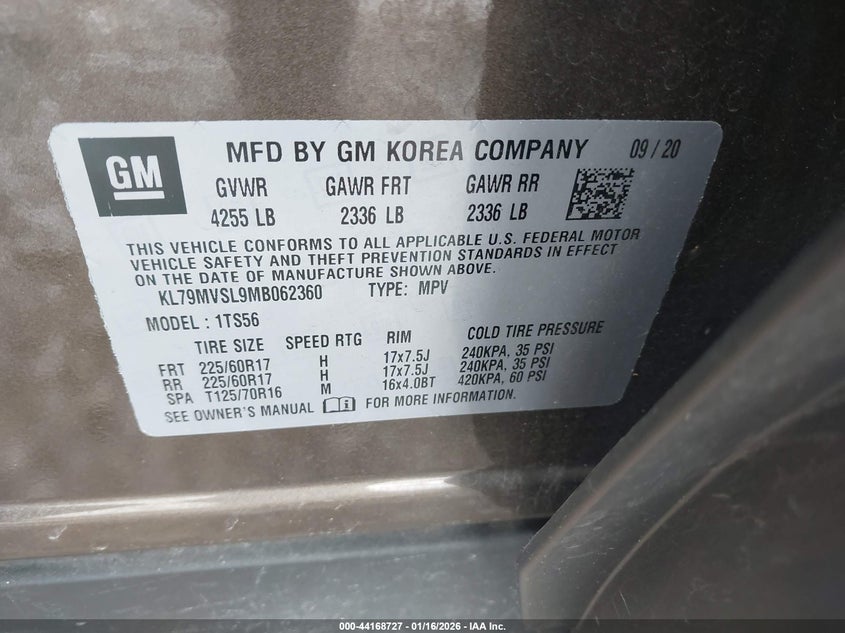 GM MFD BY GM KOREA COMPANY 09 / 20
GVWR GAWR FRT GAWR RR
4255 LB 2336 LB 2336 LB
THIS VEHICLE CONFORMS TO ALL APPLICABLE U.S. FEDERAL MOTOR
VEHICLE SAFETY AND THEFT PREVENTION STANDARDS IN EFFECT
ON THE DATE OF MANUFACTURE SHOWN ABOVE.
KL79MVSL9MB062360 TYPE: MPV
MODEL : 1TS56
TIRE SIZE SPEED RTG RIM COLD TIRE PRESSURE
FRT 225/60R17 H 17x7.5J 240KPA, 35 PSI
RR 225/60R17 H 17x7.5J 240KPA, 35 PSI
SPA T125/70R16 M 16x4.0BT 420KPA, 60 PSI
SEE OWNER'S MANUAL FOR MORE INFORMATION.
000-44168727 - 01/16/2026 - IAA Inc.